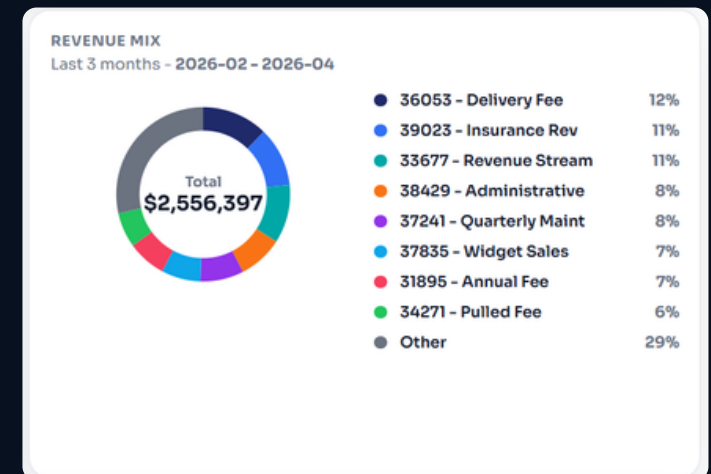 REVENUE MIX
Last 3 months - 2026-02 - 2026-04
Total
$2,556,397
36053 - Delivery Fee 12%
39023 - Insurance Rev 11%
33677 - Revenue Stream 11%
38429 - Administrative 8%
37241 - Quarterly Maint 8%
37835 - Widget Sales 7%
31895 - Annual Fee 7%
34271 - Pulled Fee 6%
Other 29%